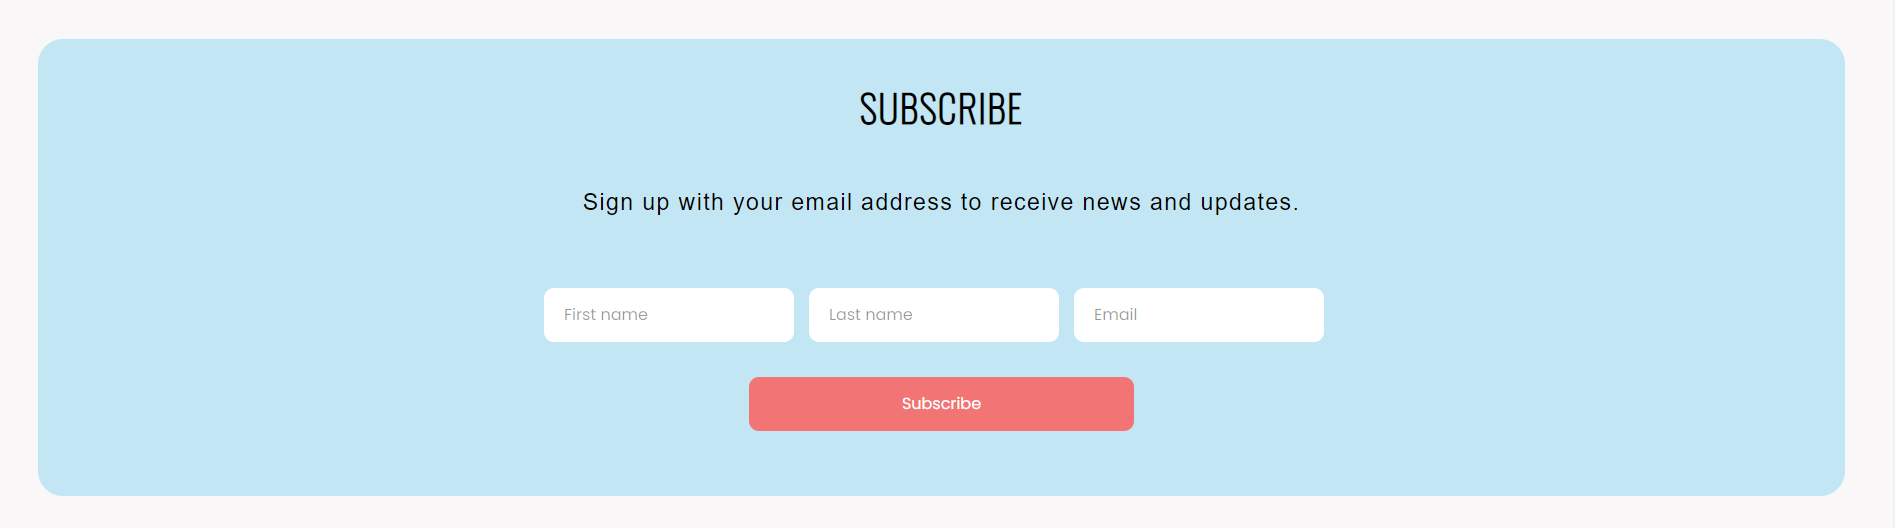 SUBSCRIBE
Sign up with your email address to receive news and updates.
First name Last name Email
Subscribe